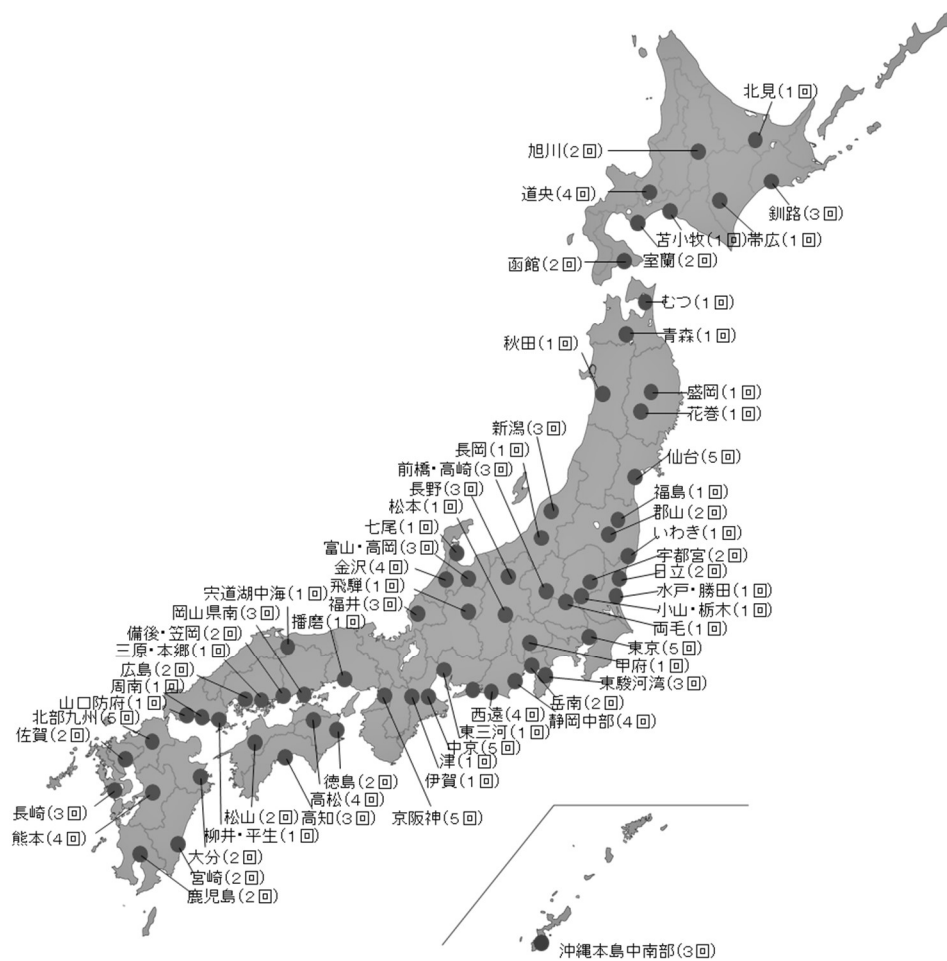 北見(1回)
旭川(2回)
道央(4回)
釧路(3回)
苫小牧(1回)
帯広(1回)
函館(2回)
室蘭(2回)
むつ(1回)
青森(1回)
秋田(1回)
盛岡(1回)
花巻(1回)
新潟(3回)
長岡(1回)
仙台(5回)
前橋・高崎(3回)
長野(3回)
福島(1回)
松本(1回)
郡山(2回)
七尾(1回)
いわき(1回)
富山・高岡(3回)
宇都宮(2回)
金沢(4回)
日立(2回)
飛騨(1回)
水戸・勝田(1回)
宍道湖中海(1回)
福井(3回)
小山・栃木(1回)
岡山県南(3回)
播磨(1回)
両毛(1回)
備後・笠岡(2回)
東京(5回)
三原・本郷(1回)
甲府(1回)
広島(2回)
東駿河湾(3回)
周南(1回)
山口防府(1回)
岳南(2回)
北部九州(5回)
西遠(4回)
静岡中部(4回)
佐賀(2回)
東三河(1回)
中京(5回)
津(1回)
徳島(2回)
伊賀(1回)
高松(4回)
長崎(3回)
松山(2回)
高知(3回)
京阪神(5回)
熊本(4回)
柳井・平生(1回)
大分(2回)
宮崎(2回)
鹿児島(2回)
沖縄本島中南部(3回)